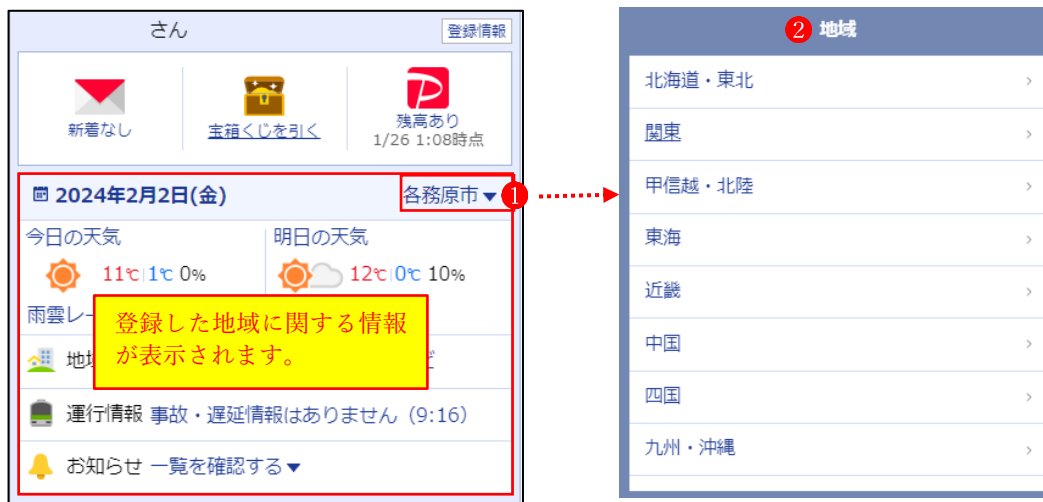 さん
登録情報
新着なし
宝箱くじを引く
残高あり
1/26 1:08時点
2024年2月2日(金)
各務原市▼
1
今日の天気
明日の天気
11℃|1℃ 0%
12℃|0℃ 10%
雨雲レー
登録した地域に関する情報
が表示されます。
地域
運行情報 事故・遅延情報はありません（9:16）
お知らせ 一覧を確認する▼
2 地域
北海道・東北
関東
甲信越・北陸
東海
近畿
中国
四国
九州・沖縄